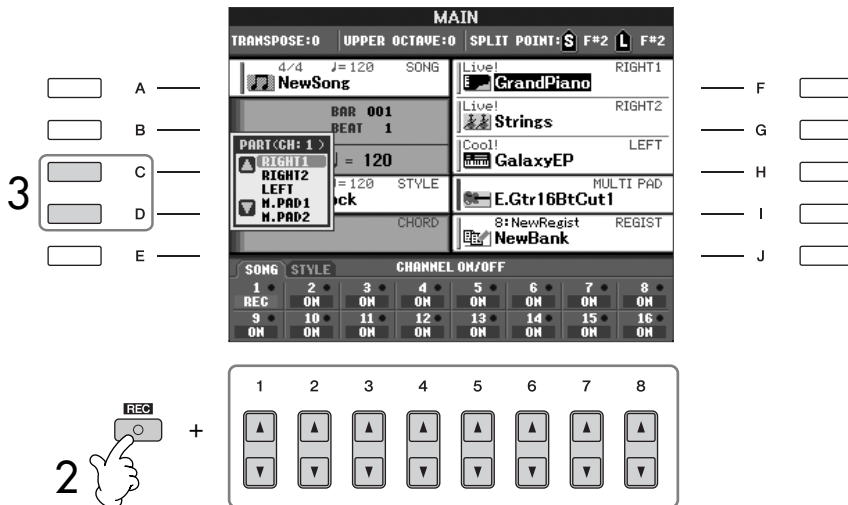 MAIN
TRANSPOSE:0 UPPER OCTAVE:0 SPLIT POINT: S F#2 L F#2
4/4 ♩=120 SONG
NewSong
BAR 001
BEAT 1
PART(CH: 1 )
RIGHT1
RIGHT2
LEFT
M.PAD1
M.PAD2
= 120
=120 STYLE
ck
CHORD
Live! RIGHT1
GrandPiano
Live! RIGHT2
Strings
Cool! LEFT
GalaxyEP
MULTI PAD
E.Gtr16BtCut1
8:NewRegist REGIST
NewBank
SONG STYLE CHANNEL ON/OFF
1 2 3 4 5 6 7 8
REC ON ON ON ON ON ON ON
9 10 11 12 13 14 15 16
ON ON ON ON ON ON ON ON
A
B
C
D
E
3
F
G
H
I
J
1 2 3 4 5 6 7 8
REC
+
2